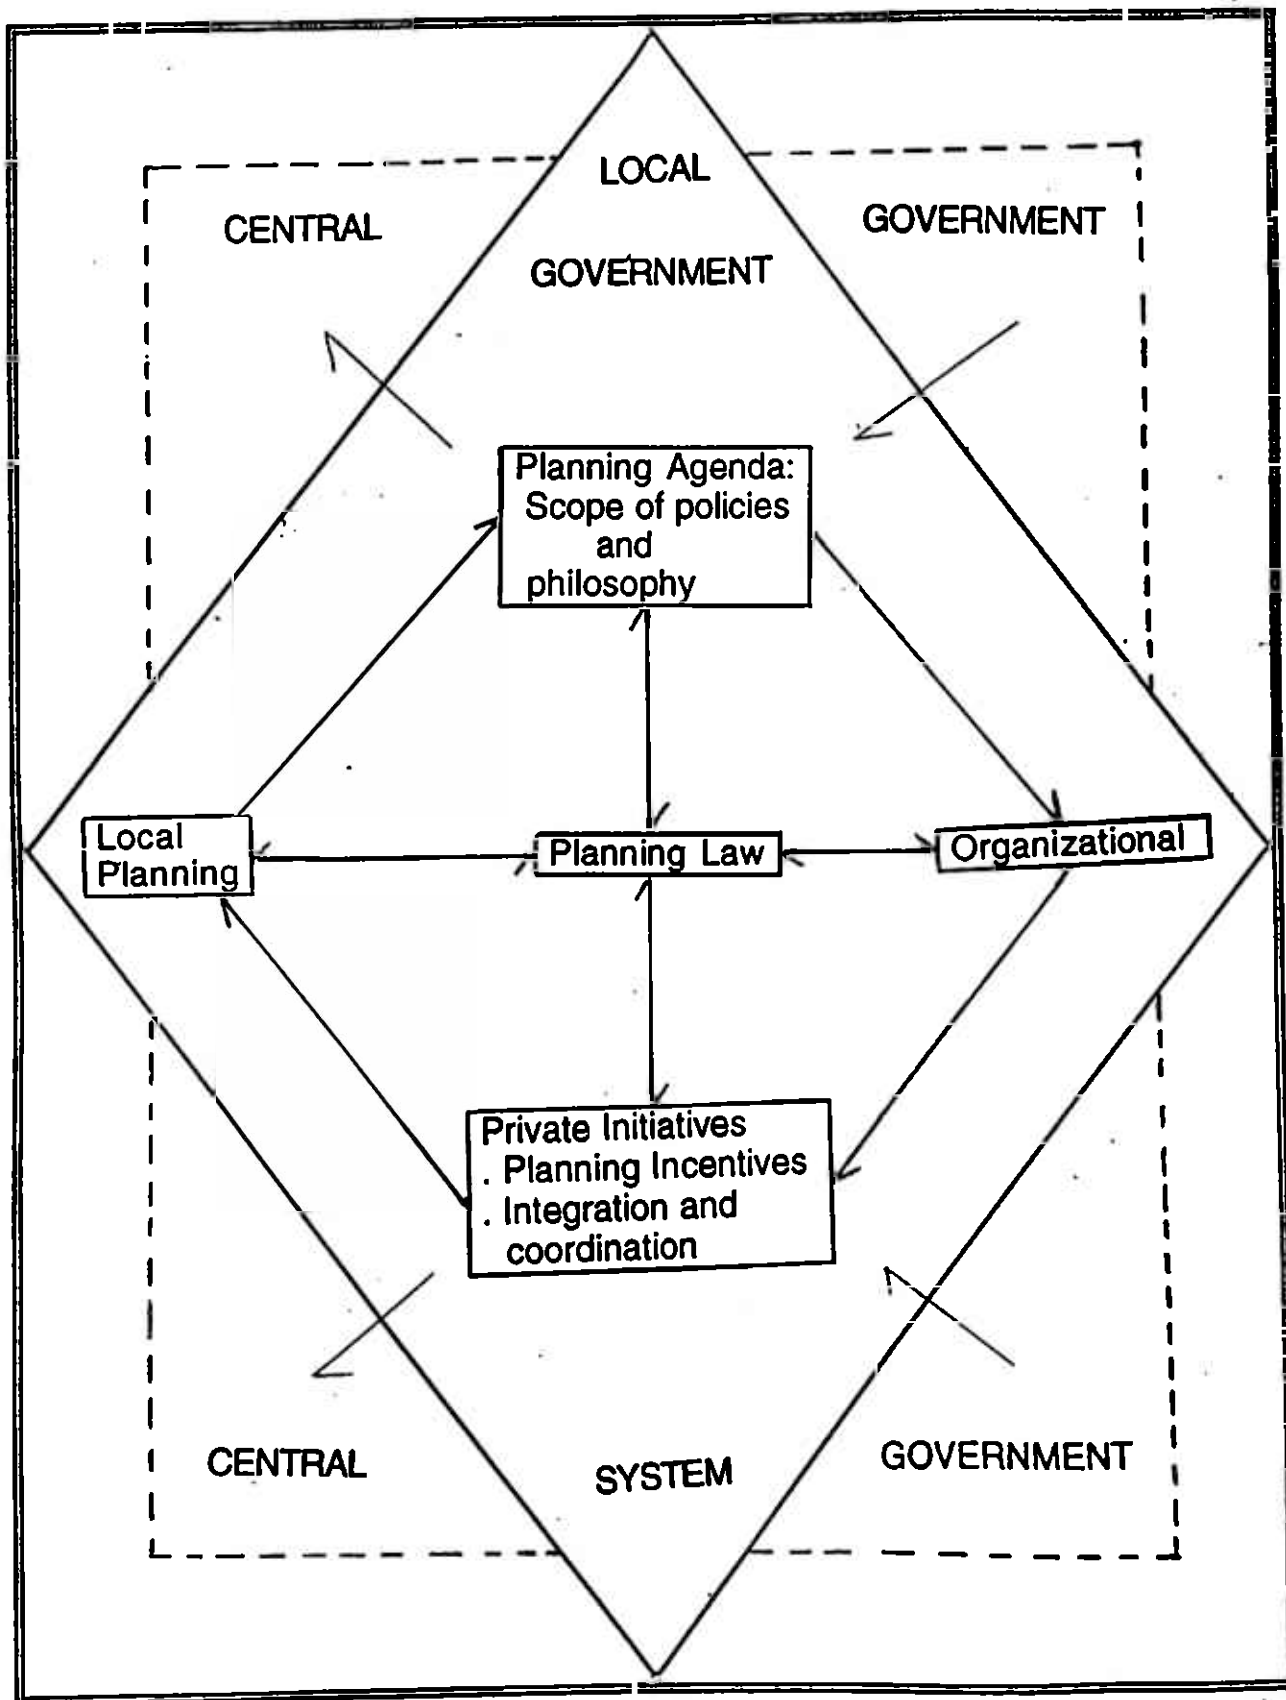 LOCAL
CENTRAL
GOVERNMENT
GOVERNMENT
Planning Agenda:
Scope of policies
and
philosophy
Local
Planning
Planning Law
Organizational
Private Initiatives
. Planning Incentives
. Integration and
coordination
CENTRAL
SYSTEM
GOVERNMENT